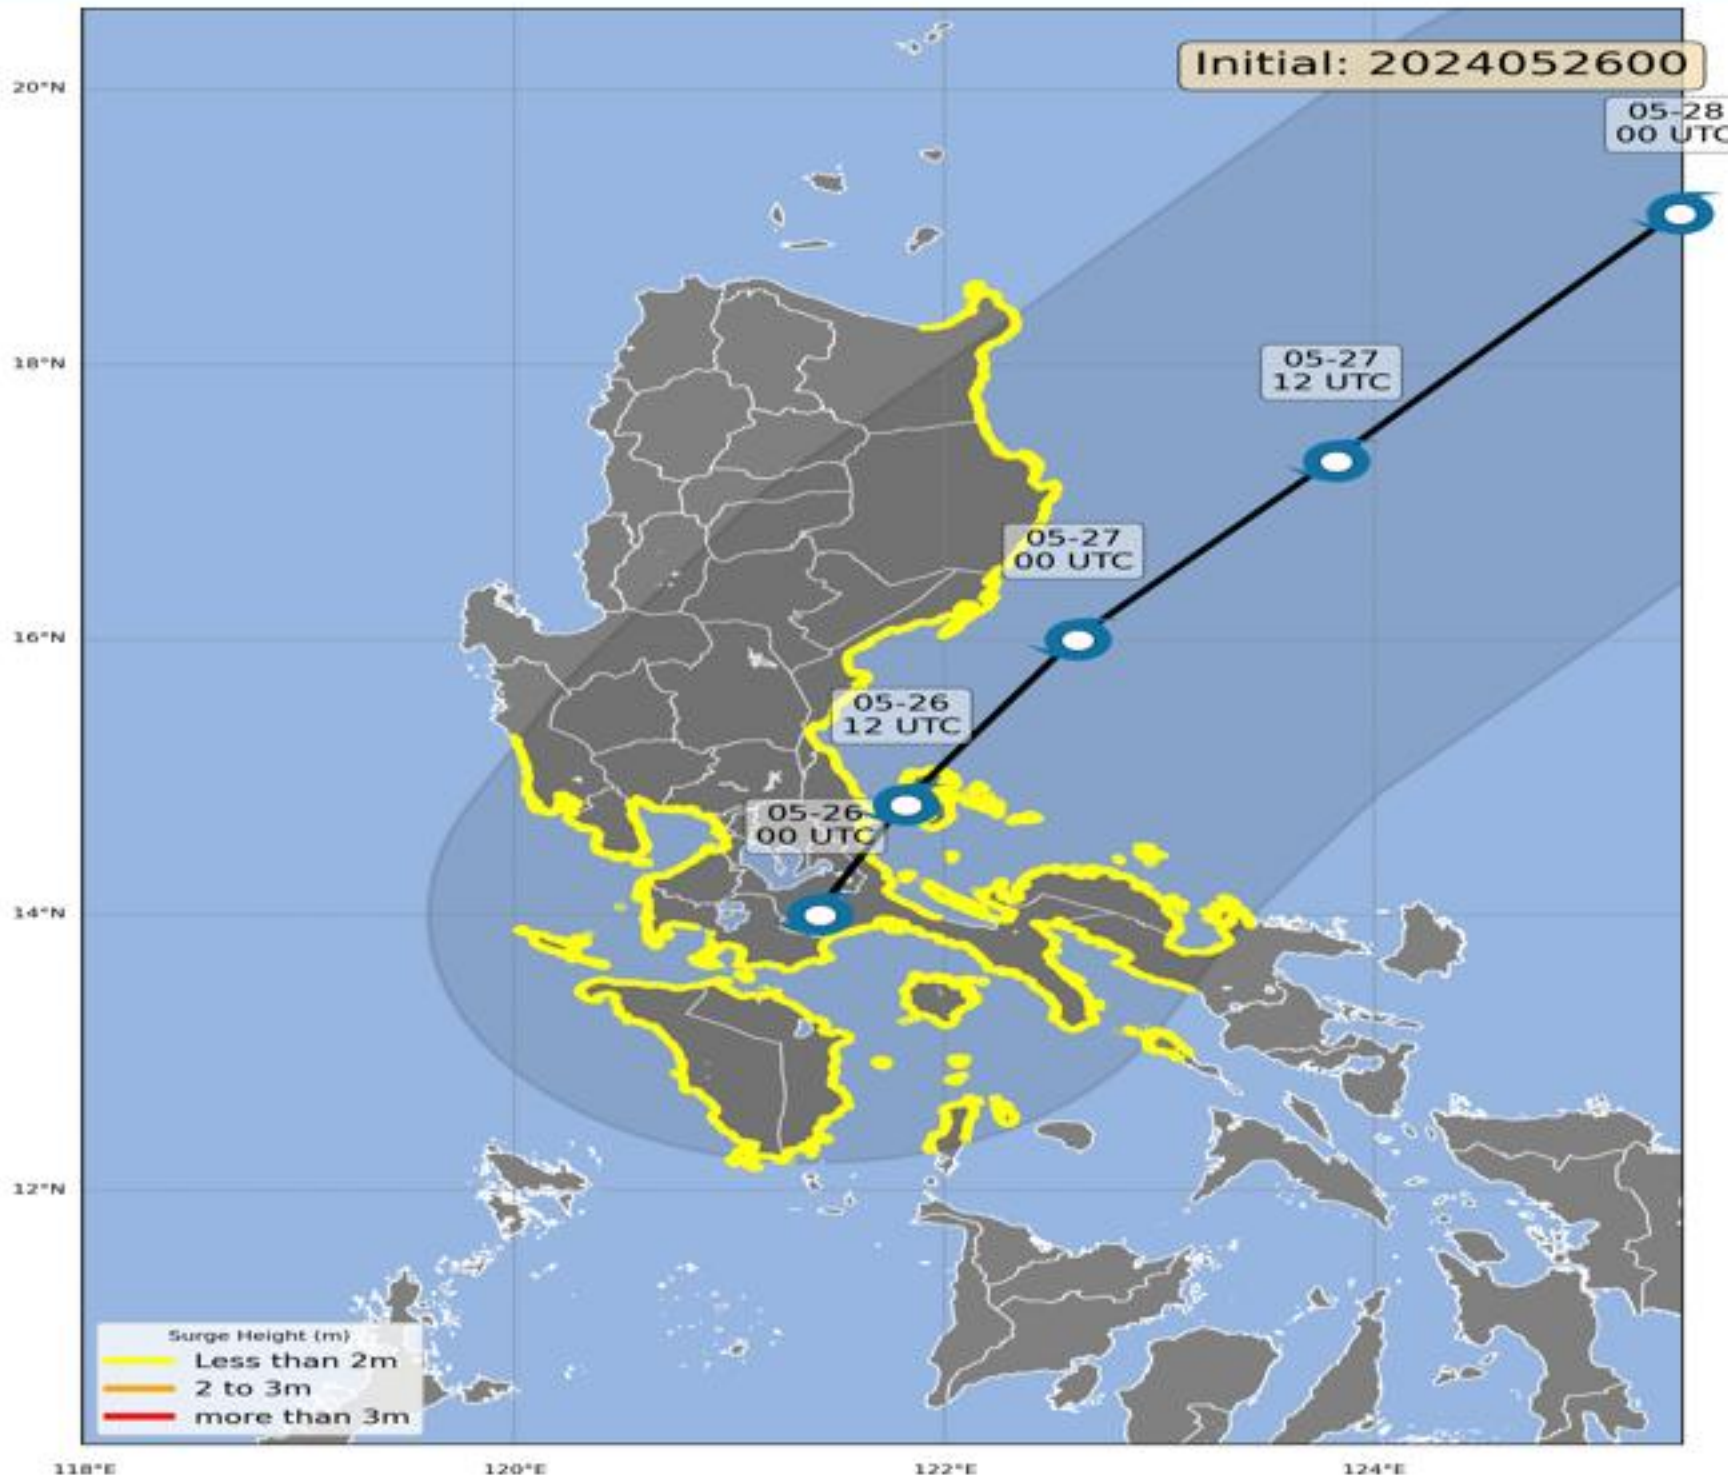 20°N
Initial: 2024052600
05-28
00 UTC
18°N
05-27
12 UTC
05-27
00 UTC
16°N
05-26
12 UTC
05-26
00 UTC
14°N
12°N
Surge Height (m)
Less than 2m
2 to 3m
more than 3m
118°E
120°E
122°E
124°E